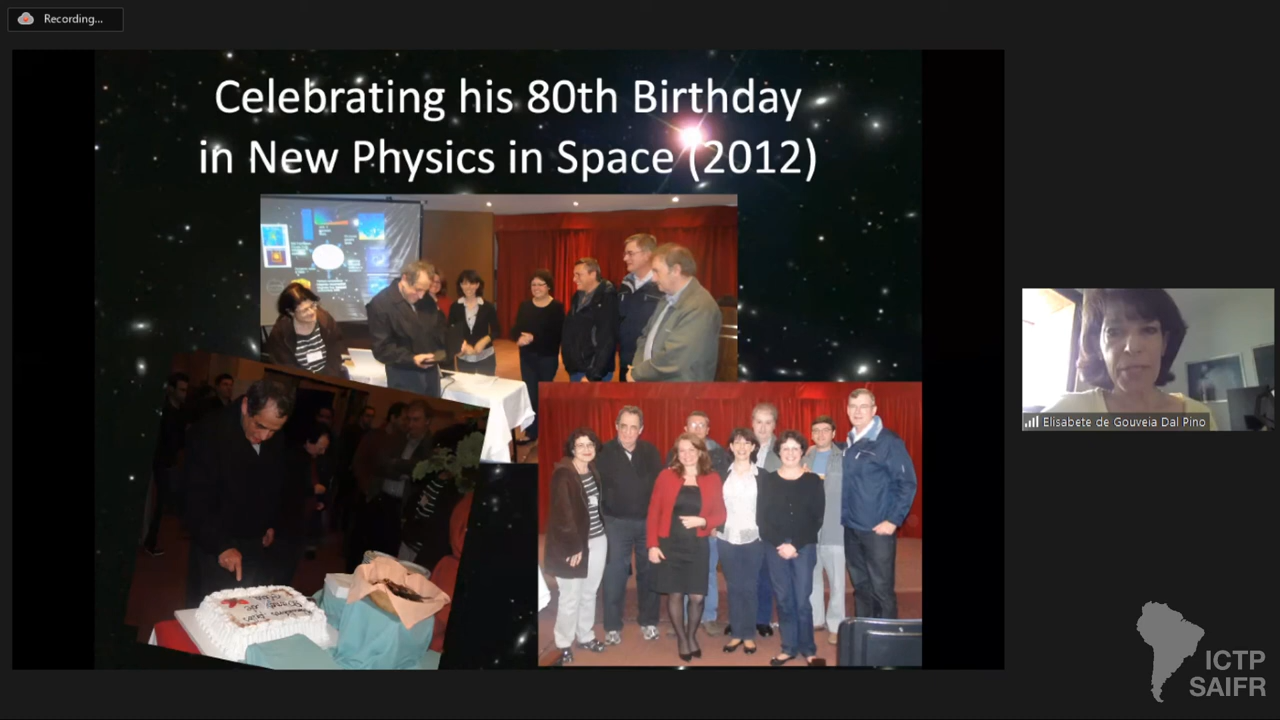 Recording...
Celebrating his 80th Birthday
in New Physics in Space (2012)
Elisabete de Gouveia Dal Pino
ICTP
SAIFR